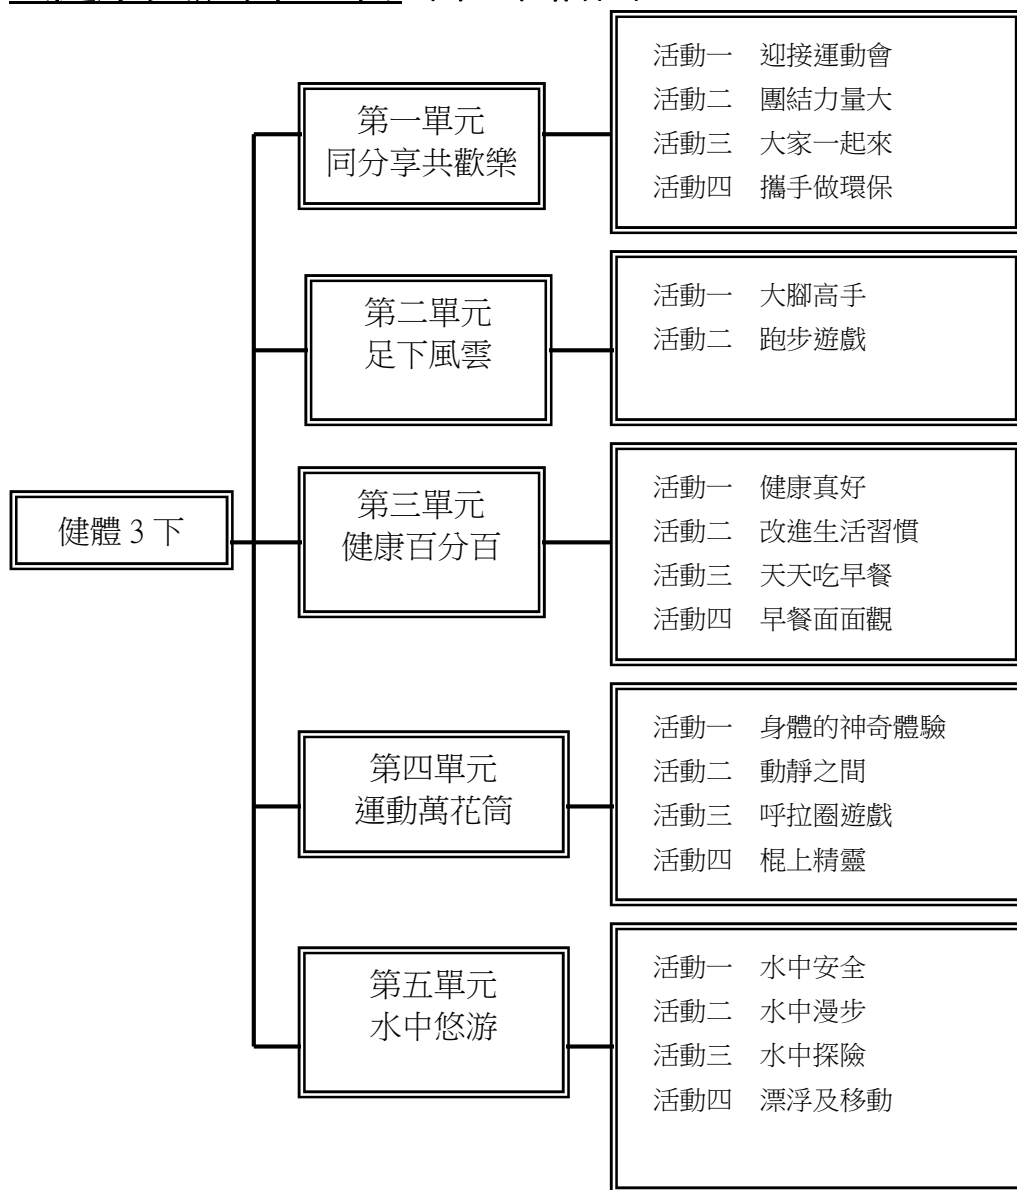 健體3下
第一單元
同分享共歡樂
活動一　迎接運動會
活動二　團結力量大
活動三　大家一起來
活動四　攜手做環保
第二單元
足下風雲
活動一　大腳高手
活動二　跑步遊戲
第三單元
健康百分百
活動一　健康真好
活動二　改進生活習慣
活動三　天天吃早餐
活動四　早餐面面觀
第四單元
運動萬花筒
活動一　身體的神奇體驗
活動二　動靜之間
活動三　呼拉圈遊戲
活動四　棍上精靈
第五單元
水中悠游
活動一　水中安全
活動二　水中漫步
活動三　水中探險
活動四　漂浮及移動